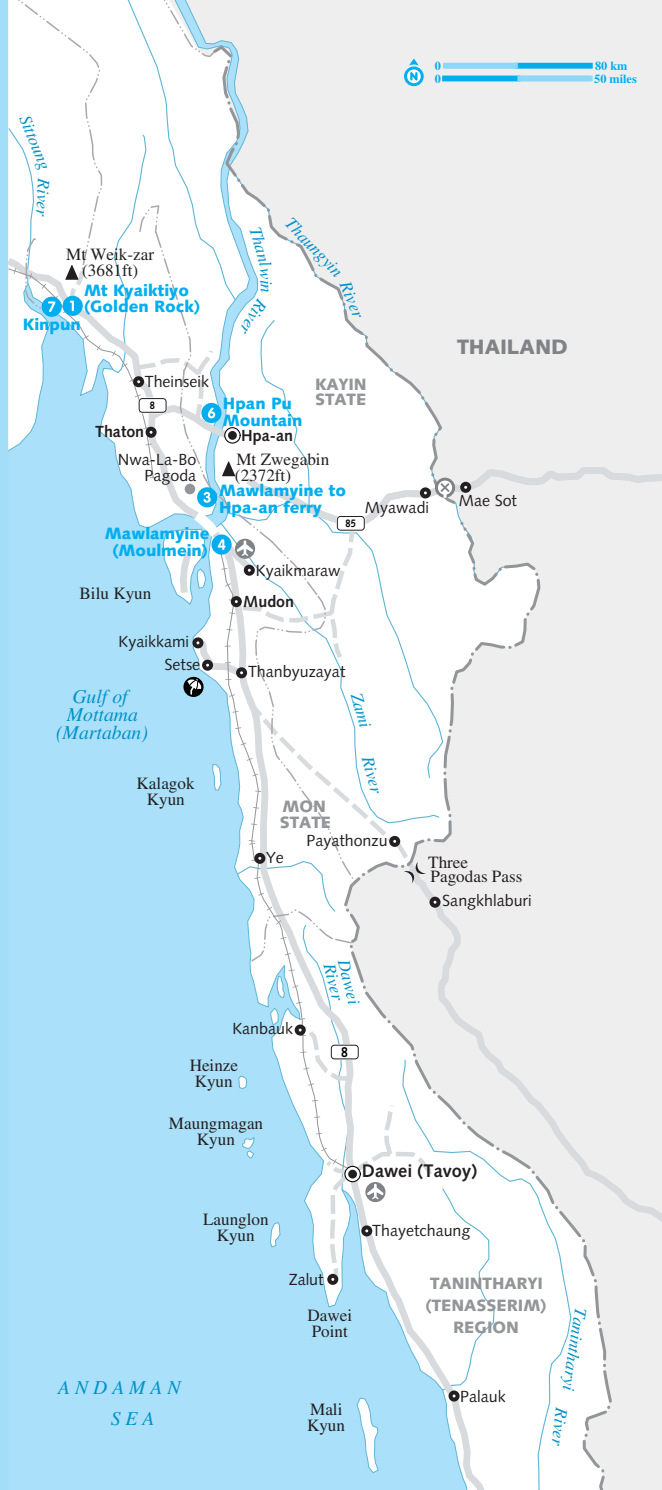 N
0 80 km
0 50 miles
Sittoung River
Mt Weik-zar
(3681ft)
7 1 Mt Kyaiktiyo
(Golden Rock)
Kinpun
Thanlwin River
Thaungyin River
THAILAND
KAYIN
STATE
Theinseik
8
6 Hpan Pu
Mountain
Thaton
Hpa-an
Nwa-La-Bo
Pagoda
Mt Zwegabin
(2372ft)
3 Mawlamyine to
Hpa-an ferry
Myawadi
Mae Sot
85
Mawlamyine
(Moulmein) 4
Kyaikmaraw
Bilu Kyun
Mudon
Kyaikkami
Setse
Thanbyuzayat
Gulf of
Mottama
(Martaban)
Zami River
Kalagok
Kyun
MON
STATE
Payathonzu
Ye
Three
Pagodas Pass
Sangkhlaburi
Dawei
River
Kanbauk
8
Heinze
Kyun
Maungmagan
Kyun
Dawei (Tavoy)
Launglon
Kyun
Thayetchaung
Zalut
TANINTHARYI
(TENASSERIM)
REGION
Dawei
Point
Tanintharyi River
ANDAMAN
SEA
Palauk
Mali
Kyun